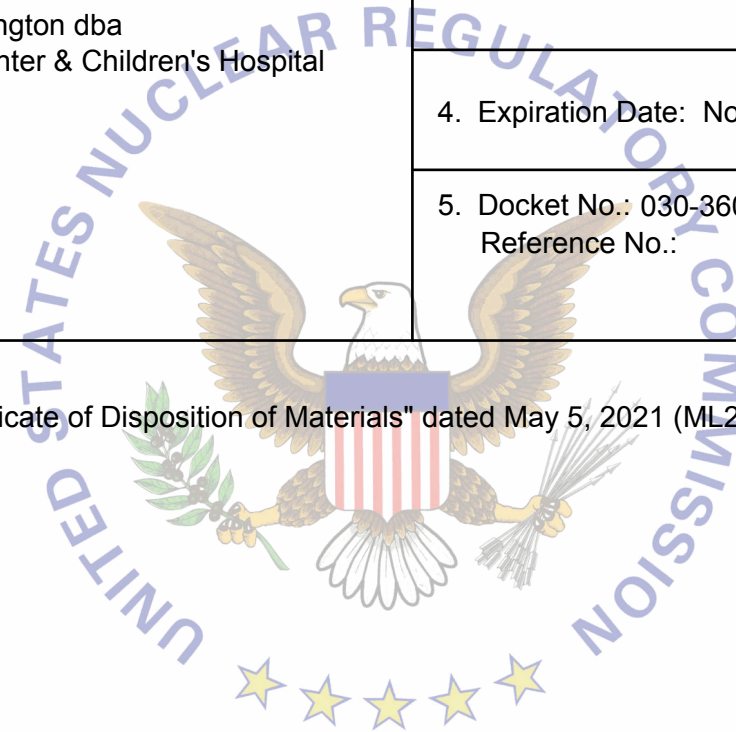 ngton dba
nter & Children's Hospital
4. Expiration Date: No
5. Docket No.: 030-360
Reference No.:
icate of Disposition of Materials" dated May 5, 2021 (ML2
UNITED STATES NUCLEAR REGULATORY COMMISSION